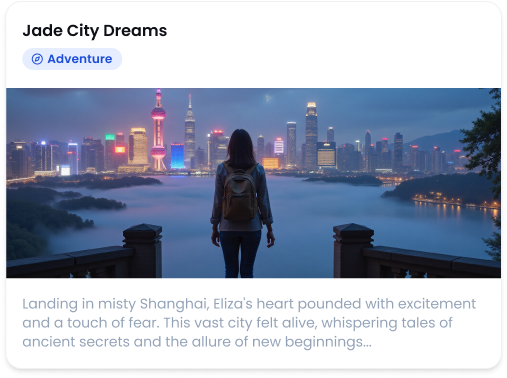 Jade City Dreams
Adventure
Landing in misty Shanghai, Eliza's heart pounded with excitement
and a touch of fear. This vast city felt alive, whispering tales of
ancient secrets and the allure of new beginnings...